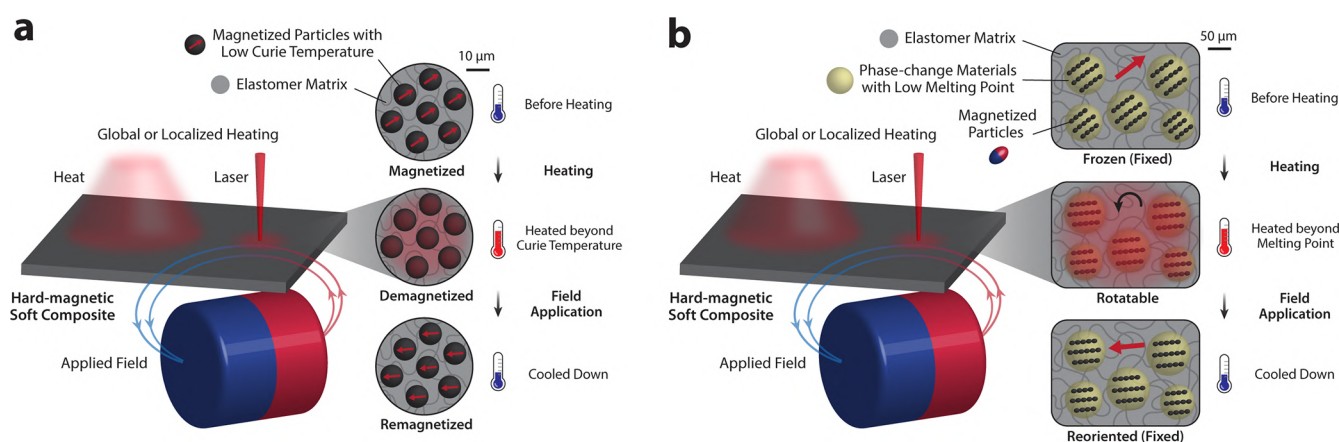 a
Magnetized Particles with
Low Curie Temperature
Elastomer Matrix
10 μm
Before Heating
Global or Localized Heating
Heat
Laser
Magnetized
Heating
Heated beyond
Curie Temperature
Demagnetized
Hard-magnetic
Soft Composite
Field
Application
Applied Field
Cooled Down
Remagnetized
b
Elastomer Matrix
50 μm
Phase-change Materials
with Low Melting Point
Before Heating
Magnetized
Particles
Global or Localized Heating
Frozen (Fixed)
Heat
Laser
Heating
Heated beyond
Melting Point
Rotatable
Hard-magnetic
Soft Composite
Field
Application
Applied Field
Cooled Down
Reoriented (Fixed)